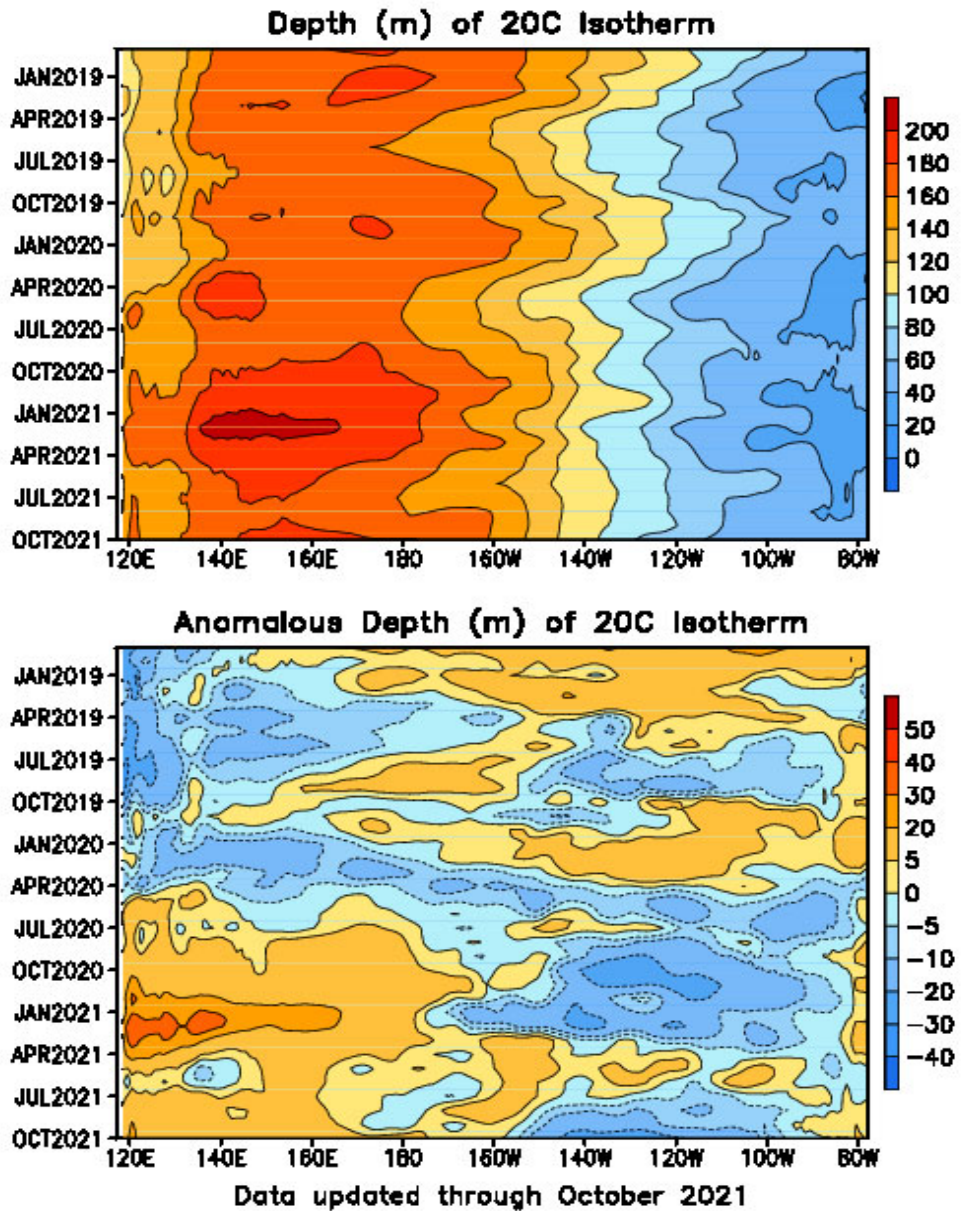 Depth (m) of 20C Isotherm
JAN2019
APR2019
JUL2019
OCT2019
JAN2020
APR2020
JUL2020
OCT2020
JAN2021
APR2021
JUL2021
OCT2021
120E 140E 160E 180 160W 140W 120W 100W 80W
200
180
160
140
120
100
80
60
40
20
0
Anomalous Depth (m) of 20C Isotherm
JAN2019
APR2019
JUL2019
OCT2019
JAN2020
APR2020
JUL2020
OCT2020
JAN2021
APR2021
JUL2021
OCT2021
120E 140E 160E 180 160W 140W 120W 100W 80W
50
40
30
20
5
0
-5
-10
-20
-30
-40
Data updated through October 2021